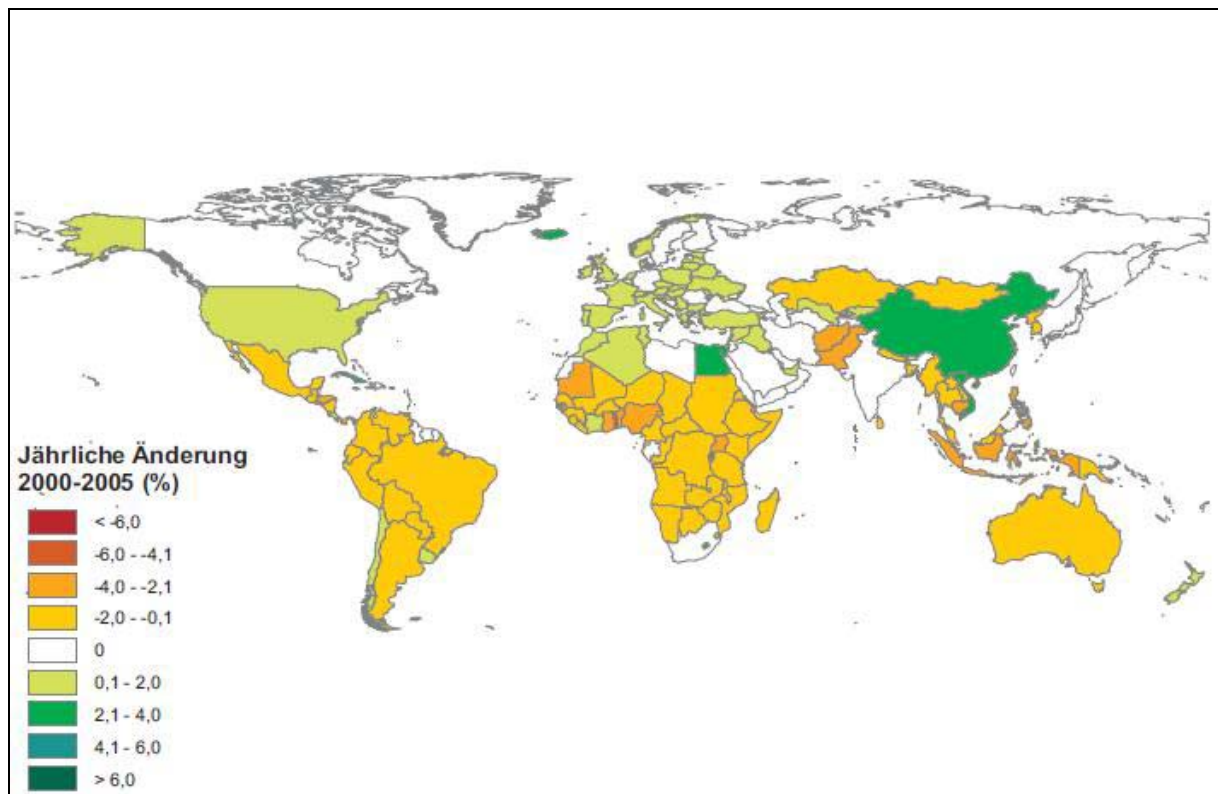 Jährliche Änderung
2000-2005 (%)
< -6,0
-6,0 - -4,1
-4,0 - -2,1
-2,0 - -0,1
0
0,1 - 2,0
2,1 - 4,0
4,1 - 6,0
> 6,0